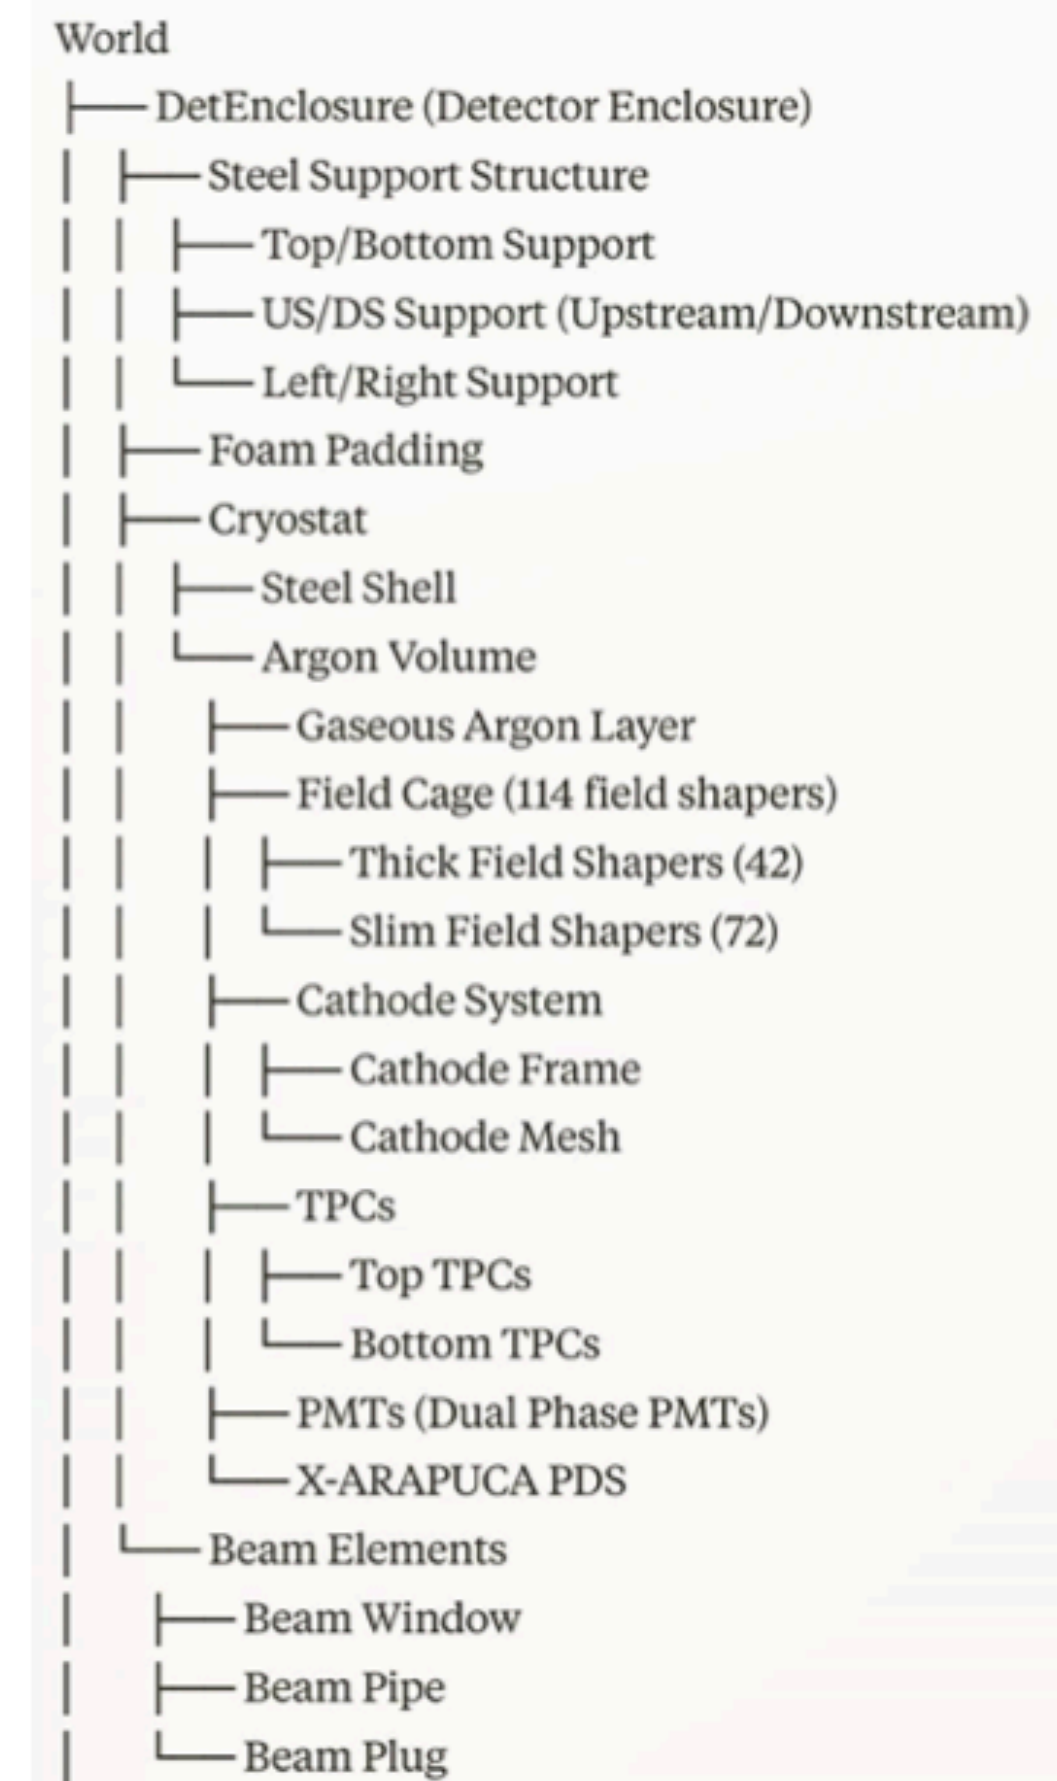 World
├── DetEnclosure (Detector Enclosure)
│ ├── Steel Support Structure
│ │ ├── Top/Bottom Support
│ │ ├── US/DS Support (Upstream/Downstream)
│ │ └── Left/Right Support
│ ├── Foam Padding
│ ├── Cryostat
│ │ ├── Steel Shell
│ │ └── Argon Volume
│ │   ├── Gaseous Argon Layer
│ │   ├── Field Cage (114 field shapers)
│ │   │ ├── Thick Field Shapers (42)
│ │   │ └── Slim Field Shapers (72)
│ │   ├── Cathode System
│ │   │ ├── Cathode Frame
│ │   │ └── Cathode Mesh
│ │   ├── TPCs
│ │   │ ├── Top TPCs
│ │   │ └── Bottom TPCs
│ │   ├── PMTs (Dual Phase PMTs)
│ │   └── X-ARAPUCA PDS
│ └── Beam Elements
│   ├── Beam Window
│   ├── Beam Pipe
│   └── Beam Plug